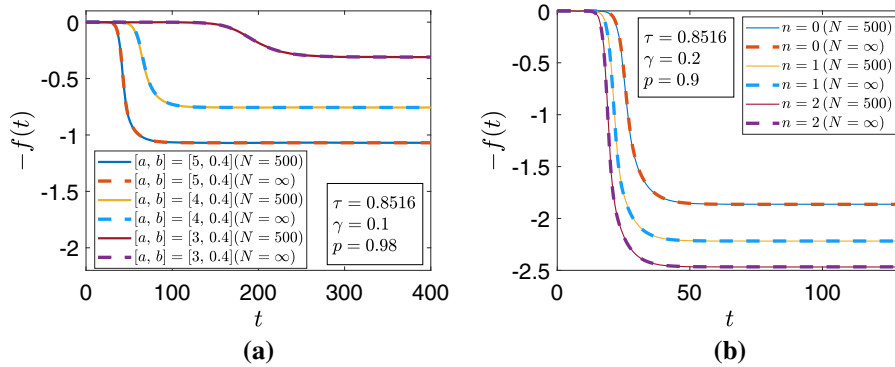 −f(t)
0
-0.5
-1
-1.5
-2
[a, b] = [5, 0.4](N = 500)
[a, b] = [5, 0.4](N = ∞)
[a, b] = [4, 0.4](N = 500)
[a, b] = [4, 0.4](N = ∞)
[a, b] = [3, 0.4](N = 500)
[a, b] = [3, 0.4](N = ∞)
τ = 0.8516
γ = 0.1
p = 0.98
0 100 200 300 400
t
(a)
−f(t)
0
-0.5
-1
-1.5
-2
-2.5
τ = 0.8516
γ = 0.2
p = 0.9
n = 0 (N = 500)
n = 0 (N = ∞)
n = 1 (N = 500)
n = 1 (N = ∞)
n = 2 (N = 500)
n = 2 (N = ∞)
0 50 100
t
(b)